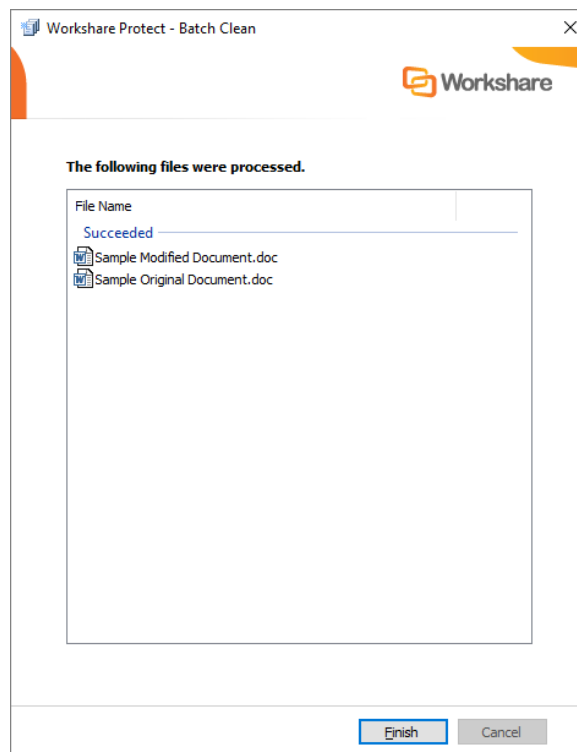 Workshare Protect - Batch Clean
Workshare
The following files were processed.
File Name
Succeeded
Sample Modified Document.doc
Sample Original Document.doc
Finish
Cancel